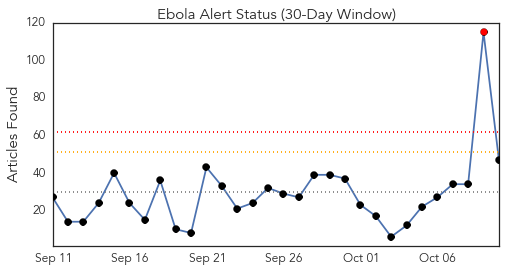 Ebola Alert Status (30-Day Window)
Articles Found
120
100
80
60
40
20
Sep 11
Sep 16
Sep 21
Sep 26
Oct 01
Oct 06